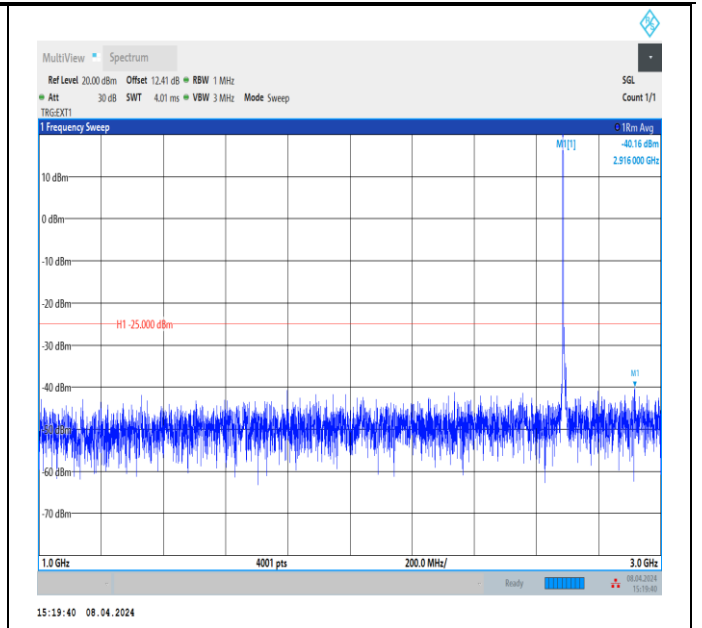 MultiView Spectrum
Ref Level 20.00 dBm Offset 12.41 dB RBW 1 MHz SGL
Att 30 dB SWT 4.01 ms VBW 3 MHz Mode Sweep Count 1/1
TRG:EXT1
1 Frequency Sweep 1Rm Avg
M1[1] -40.16 dBm
2.916 000 GHz
10 dBm
0 dBm
-10 dBm
-20 dBm
H1 -25.000 dBm
-30 dBm
M1
-40 dBm
-50 dBm
-60 dBm
-70 dBm
1.0 GHz 4001 pts 200.0 MHz/ 3.0 GHz
Ready 08.04.2024
15:19:40
15:19:40 08.04.2024